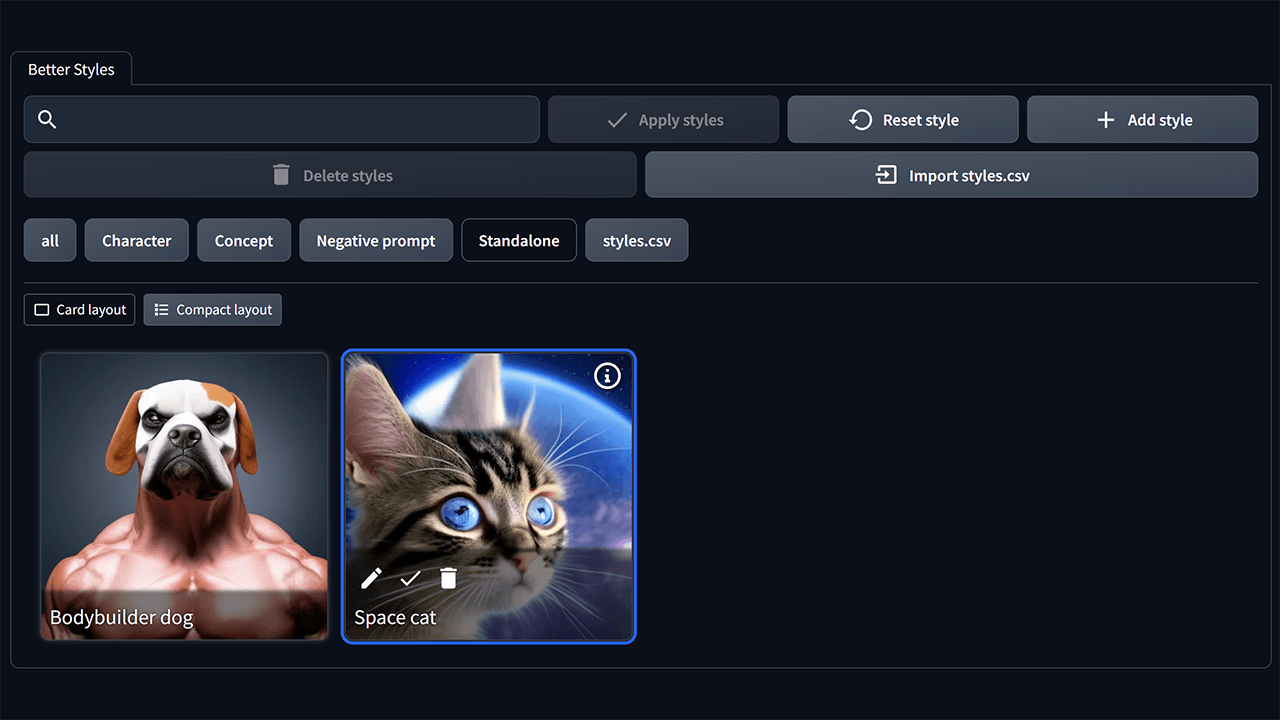 Better Styles
Apply styles
Reset style
Add style
Delete styles
Import styles.csv
all
Character
Concept
Negative prompt
Standalone
styles.csv
Card layout
Compact layout
Bodybuilder dog
Space cat